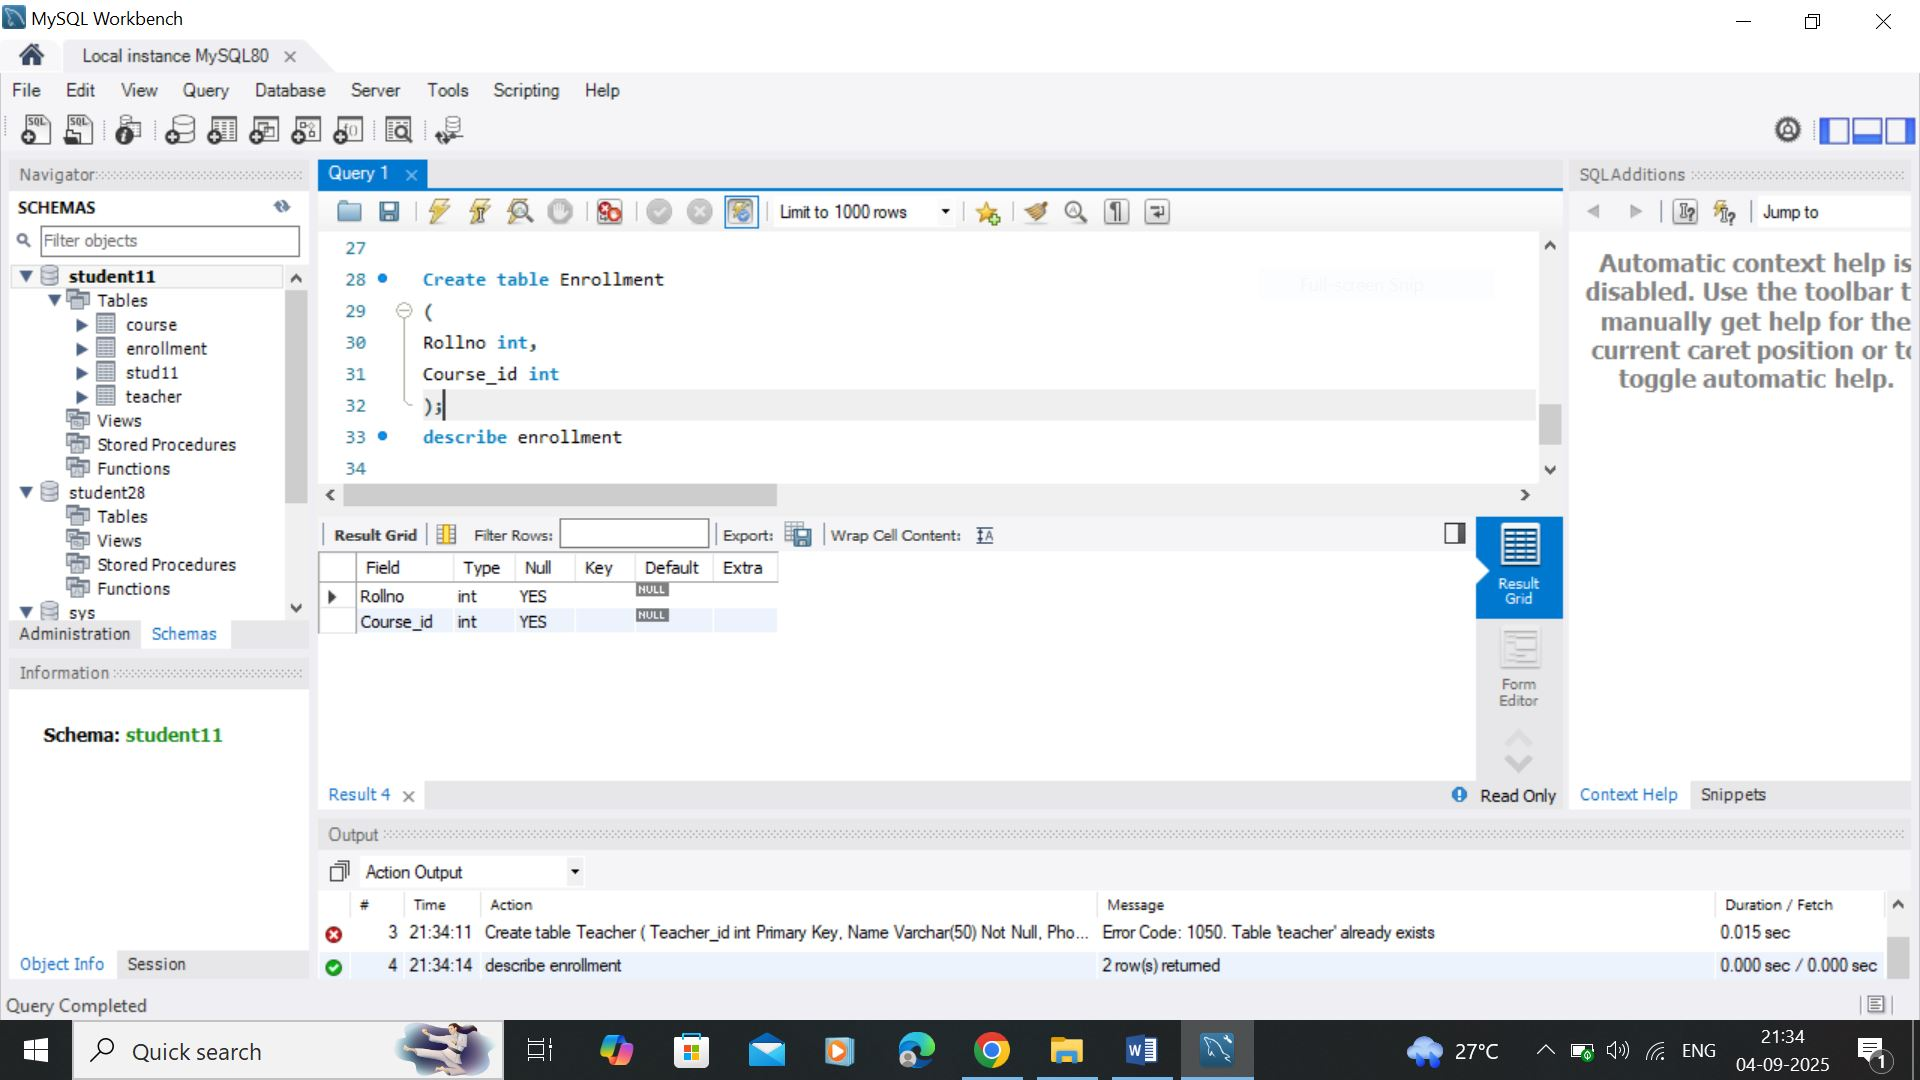 MySQL Workbench
Local instance MySQL80
File Edit View Query Database Server Tools Scripting Help
Navigator
SCHEMAS
Filter objects
student11
Tables
course
enrollment
stud11
teacher
Views
Stored Procedures
Functions
student28
Tables
Views
Stored Procedures
Functions
sys
Administration Schemas
Information
Schema: student11
Object Info Session
Query Completed
Query 1
Limit to 1000 rows
27
28 Create table Enrollment
29 (
30 Rollno int,
31 Course_id int
32 );
33 describe enrollment
34
Full-screen Snip
Result Grid Filter Rows: Export: Wrap Cell Content:
Field Type Null Key Default Extra
Rollno int YES NULL
Course_id int YES NULL
Result Grid
Form Editor
Result 4
Read Only
SQLAdditions
Jump to
Automatic context help is
disabled. Use the toolbar t
manually get help for the
current caret position or to
toggle automatic help.
Context Help Snippets
Output
Action Output
# Time Action Message Duration / Fetch
3 21:34:11 Create table Teacher ( Teacher_id int Primary Key, Name Varchar(50) Not Null, Pho... Error Code: 1050. Table 'teacher' already exists 0.015 sec
4 21:34:14 describe enrollment 2 row(s) returned 0.000 sec / 0.000 sec
Quick search
27°C
ENG
21:34
04-09-2025
1